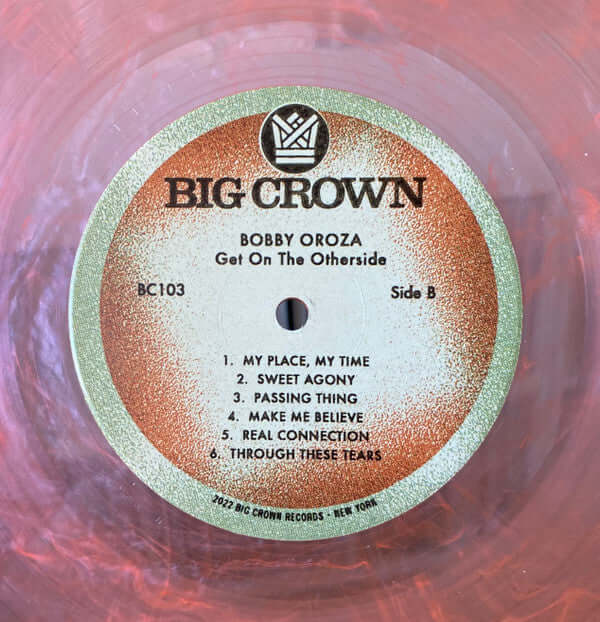 BIG CROWN
BOBBY OROZA
Get On The Otherside
BC103
Side B
1. MY PLACE, MY TIME
2. SWEET AGONY
3. PASSING THING
4. MAKE ME BELIEVE
5. REAL CONNECTION
6. THROUGH THESE TEARS
2022 BIG CROWN RECORDS - NEW YORK